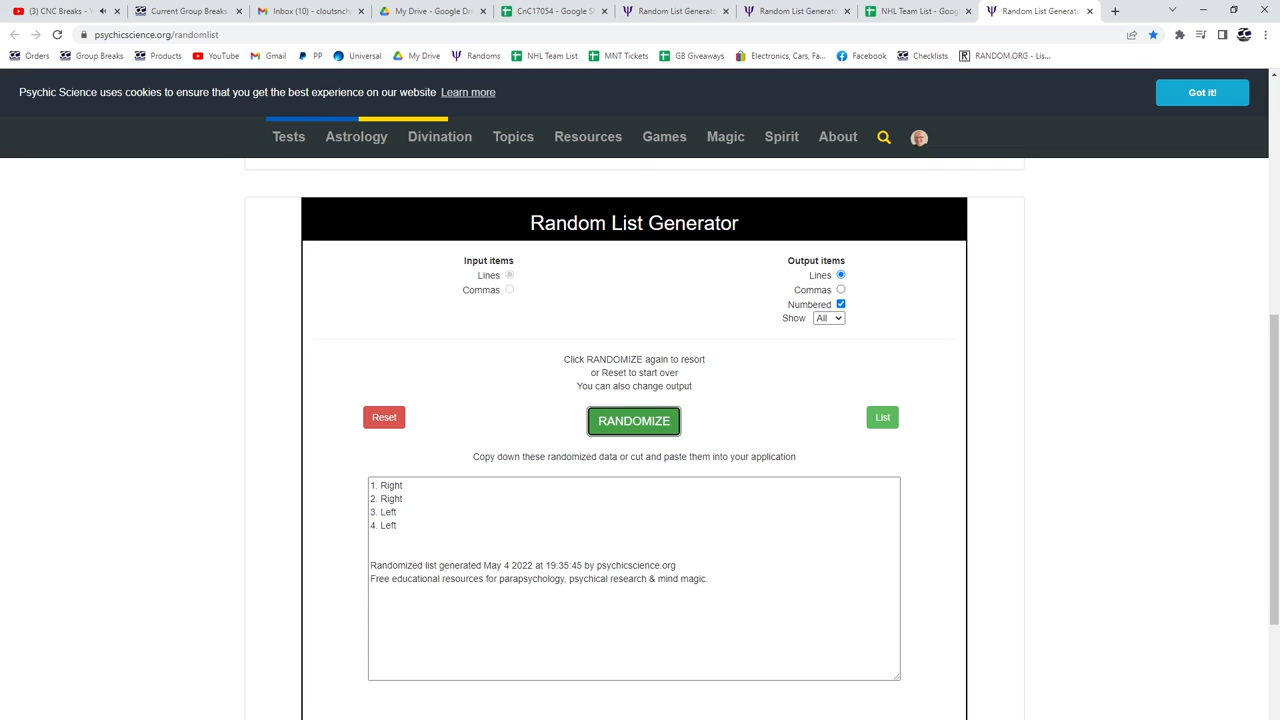 (3) CNC Breaks - Y
Current Group Breaks
Inbox (10) - cloutsnch
My Drive - Google Dri
CnC17054 - Google Sh
Random List Generato
Random List Generato
NHL Team List - Goog
Random List Generato
psychicscience.org/randomlist
Orders
Group Breaks
Products
YouTube
Gmail
PP
Universal
My Drive
Randoms
NHL Team List
MNT Tickets
GB Giveaways
Electronics, Cars, Fa...
Facebook
Checklists
RANDOM.ORG - Lis...
Psychic Science uses cookies to ensure that you get the best experience on our website Learn more
Got it!
Tests Astrology Divination Topics Resources Games Magic Spirit About
Random List Generator
Input items
Lines
Commas
Output items
Lines
Commas
Numbered
Show All
Click RANDOMIZE again to resort
or Reset to start over
You can also change output
Reset
RANDOMIZE
List
Copy down these randomized data or cut and paste them into your application
1. Right
2. Right
3. Left
4. Left
Randomized list generated May 4 2022 at 19:35:45 by psychicscience.org
Free educational resources for parapsychology, psychical research & mind magic.